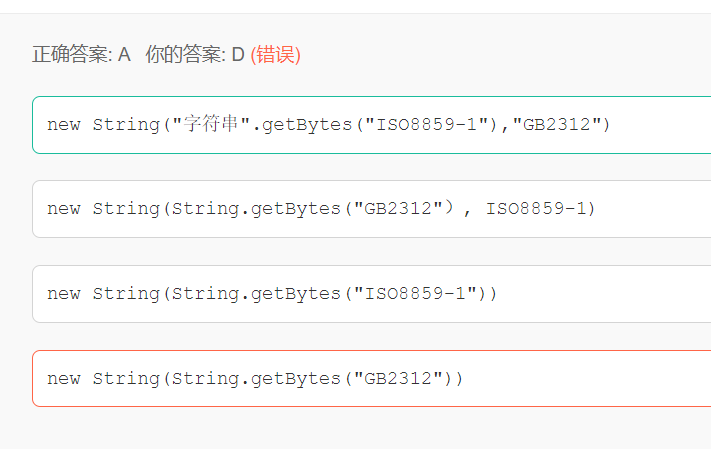 正确答案: A 你的答案: D (错误)
new String("字符串".getBytes("ISO8859-1"),"GB2312")
new String(String.getBytes("GB2312"）, ISO8859-1)
new String(String.getBytes("ISO8859-1"))
new String(String.getBytes("GB2312"))